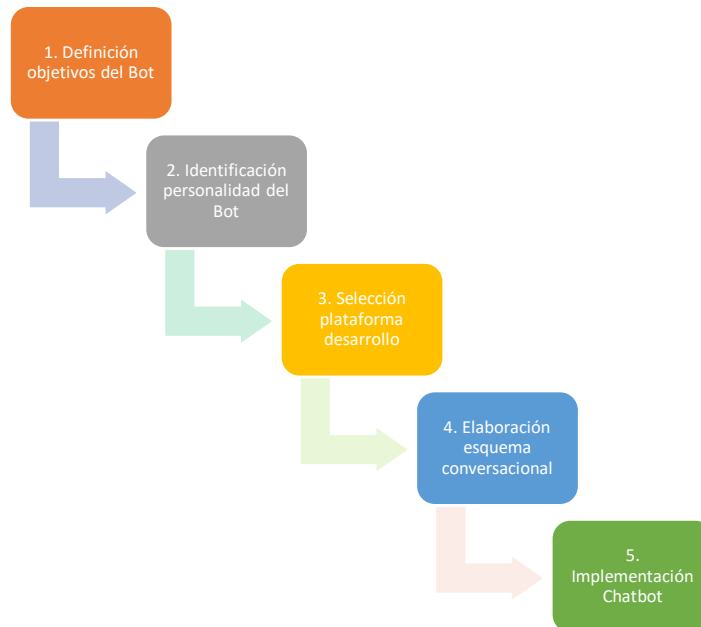 1. Definición
objetivos del Bot
2. Identificación
personalidad del
Bot
3. Selección
plataforma
desarrollo
4. Elaboración
esquema
conversacional
5.
Implementación
Chatbot